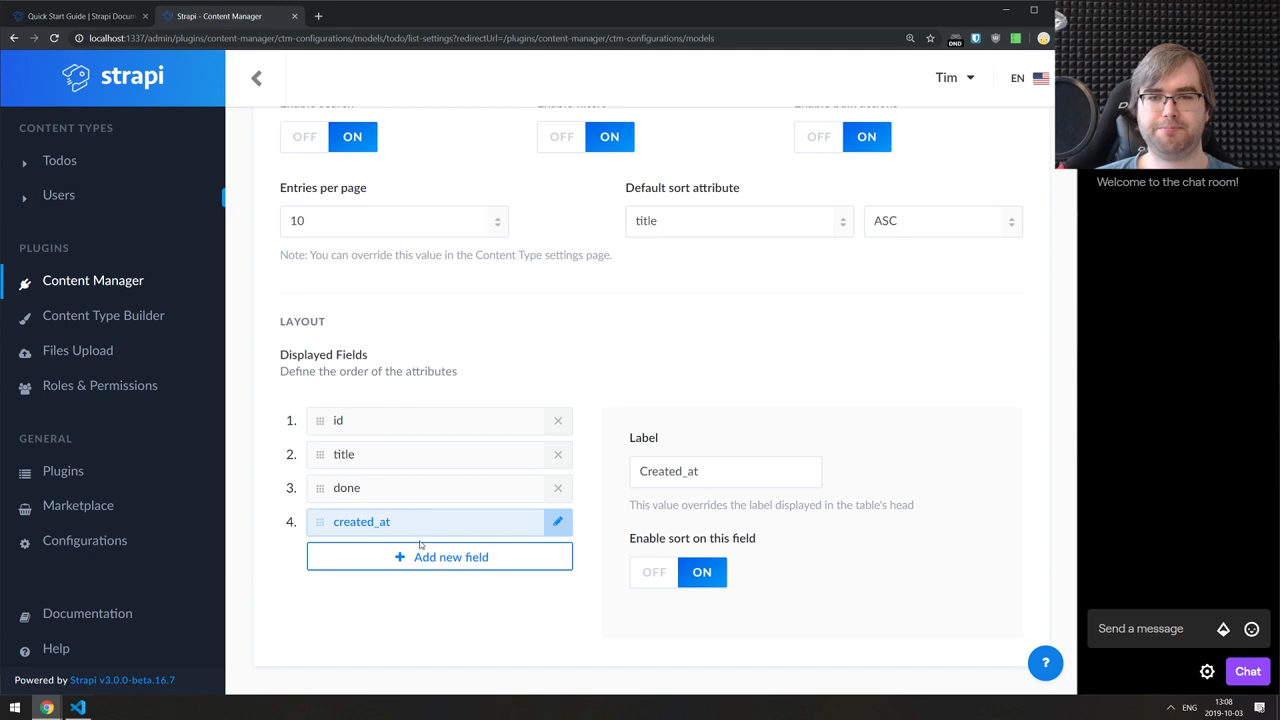 Quick Start Guide | Strapi Docum
Strapi - Content Manager
localhost:1337/admin/plugins/content-manager/ctm-configurations/models/todo/list-settings?redirectUrl=/plugins/content-manager/ctm-configurations/models
DND
strapi
Tim
EN
CONTENT TYPES
Todos
Users
PLUGINS
Content Manager
Content Type Builder
Files Upload
Roles & Permissions
GENERAL
Plugins
Marketplace
Configurations
Documentation
Help
Powered by Strapi v3.0.0-beta.16.7
Enable search
Enable filters
Enable bulk actions
OFF ON
OFF ON
OFF ON
Entries per page
10
Default sort attribute
title
ASC
Note: You can override this value in the Content Type settings page.
LAYOUT
Displayed Fields
Define the order of the attributes
1. id
2. title
3. done
4. created_at
+ Add new field
Label
Created_at
This value overrides the label displayed in the table's head
Enable sort on this field
OFF ON
?
Welcome to the chat room!
Send a message
Chat
ENG
13:08
2019-10-03